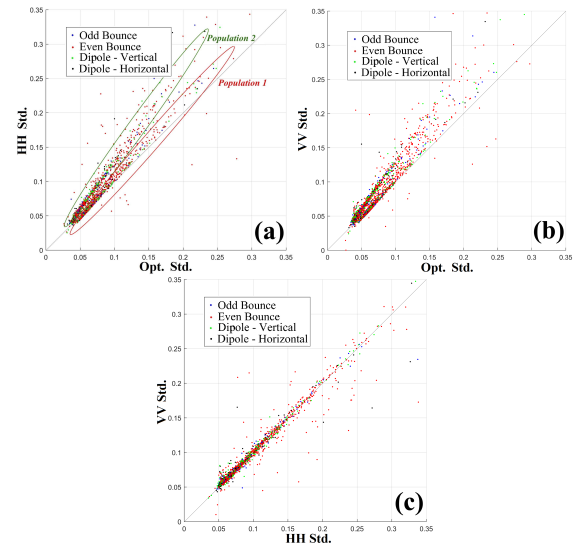 0.35
0.3
0.25
0.2
0.15
0.1
0.05
0
0
0.05
0.1
0.15
0.2
0.25
0.3
0.35
HH Std.
Opt. Std.
Odd Bounce
Even Bounce
Dipole - Vertical
Dipole - Horizontal
Population 2
Population 1
(a)
0.35
0.3
0.25
0.2
0.15
0.1
0.05
0
0
0.05
0.1
0.15
0.2
0.25
0.3
0.35
VV Std.
Opt. Std.
Odd Bounce
Even Bounce
Dipole - Vertical
Dipole - Horizontal
(b)
0.35
0.3
0.25
0.2
0.15
0.1
0.05
0
0
0.05
0.1
0.15
0.2
0.25
0.3
0.35
VV Std.
HH Std.
Odd Bounce
Even Bounce
Dipole - Vertical
Dipole - Horizontal
(c)